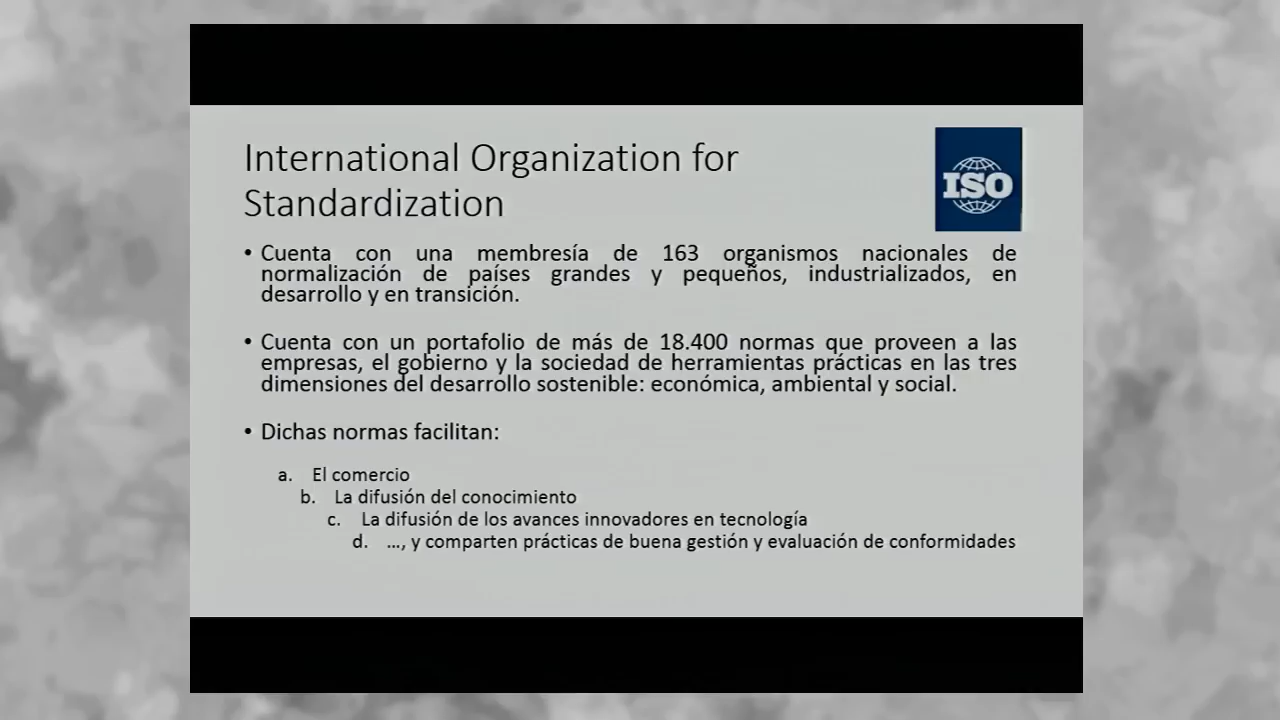 International Organization for
Standardization
ISO
• Cuenta con una membresía de 163 organismos nacionales de
normalización de países grandes y pequeños, industrializados, en
desarrollo y en transición.
• Cuenta con un portafolio de más de 18.400 normas que proveen a las
empresas, el gobierno y la sociedad de herramientas prácticas en las tres
dimensiones del desarrollo sostenible: económica, ambiental y social.
• Dichas normas facilitan:
a. El comercio
b. La difusión del conocimiento
c. La difusión de los avances innovadores en tecnología
d. ..., y comparten prácticas de buena gestión y evaluación de conformidades